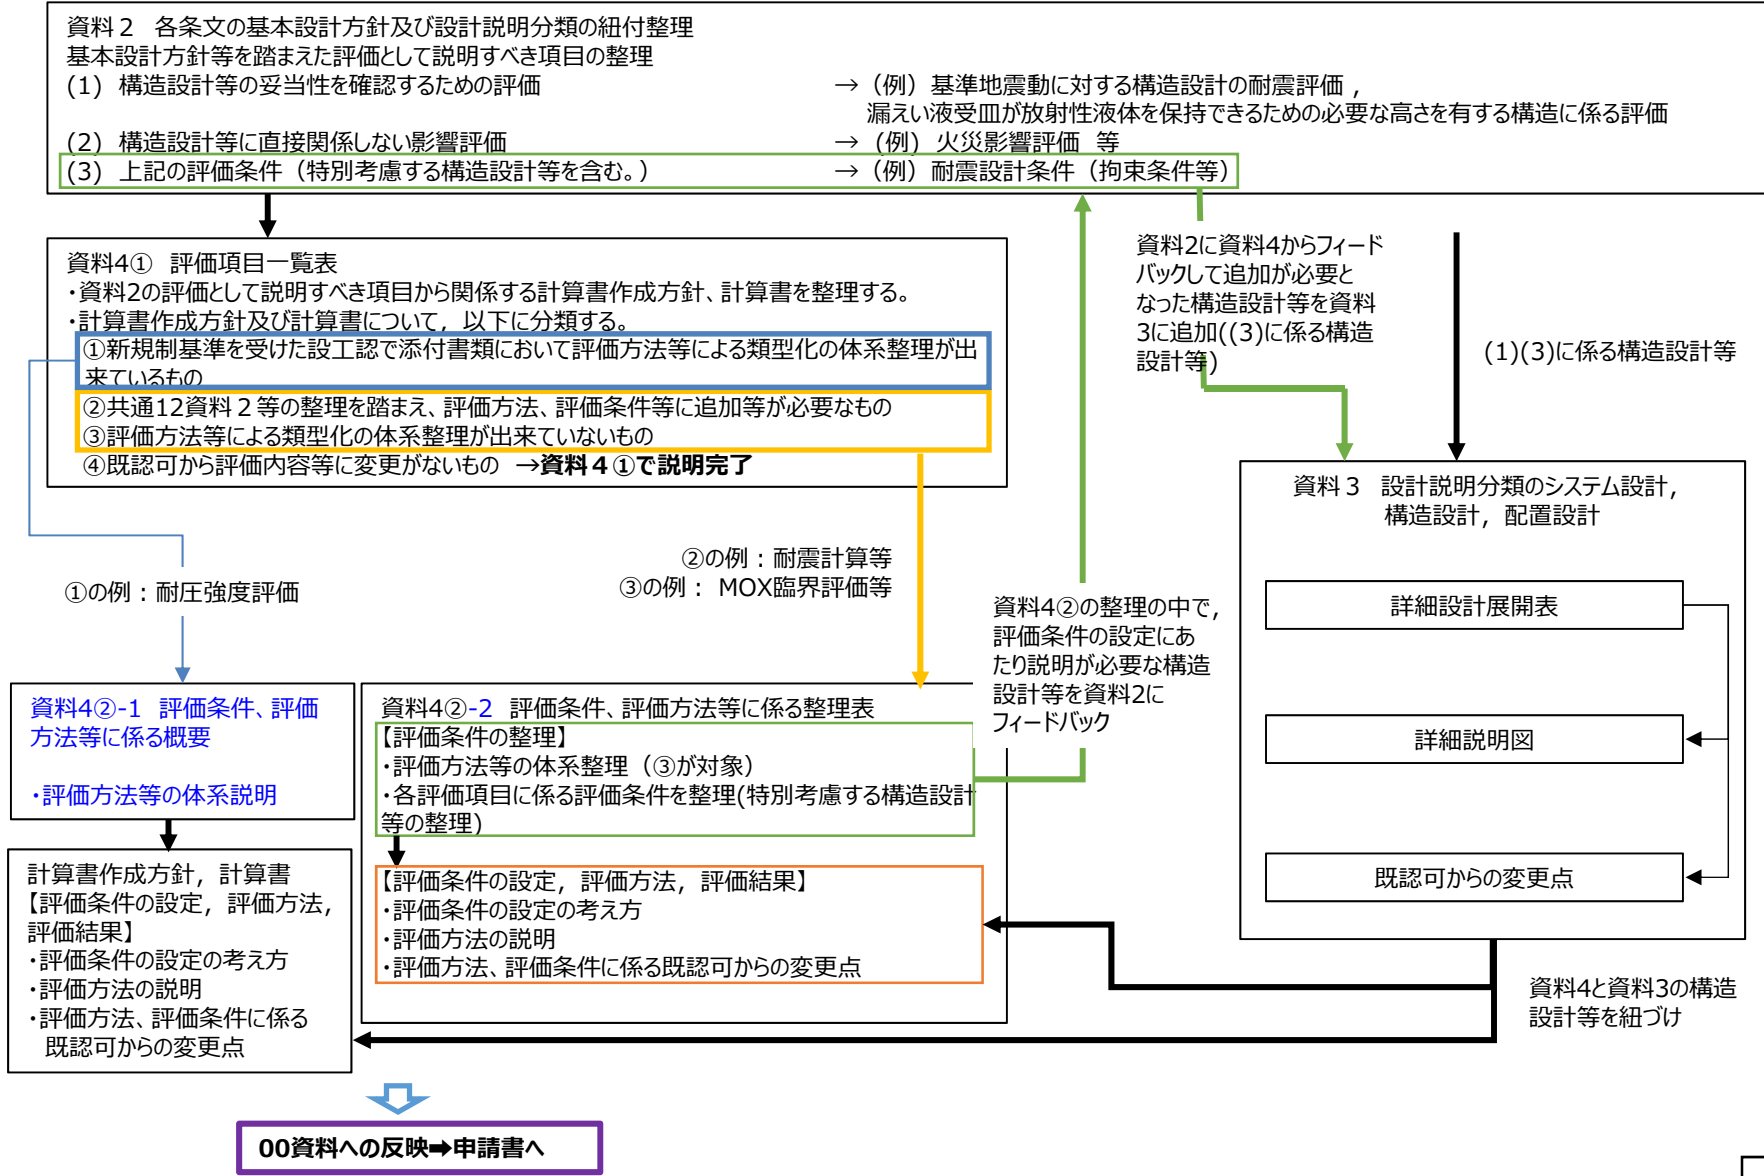 資料２　各条文の基本設計方針及び設計説明分類の紐付整理
基本設計方針等を踏まえた評価として説明すべき項目の整理
(1)　構造設計等の妥当性を確認するための評価　→（例）基準地震動に対する構造設計の耐震評価，
漏えい液受皿が放射性液体を保持できるための必要な高さを有する構造に係る評価
(2)　構造設計等に直接関係しない影響評価　→（例）火災影響評価　等
(3)　上記の評価条件（特別考慮する構造設計等を含む。）　→（例）耐震設計条件（拘束条件等）
資料4①　評価項目一覧表
・資料2の評価として説明すべき項目から関係する計算書作成方針、計算書を整理する。
・計算書作成方針及び計算書について，以下に分類する。
①新規制基準を受けた設工認で添付書類において評価方法等による類型化の体系整理が出
来ているもの
②共通12資料２等の整理を踏まえ、評価方法、評価条件等に追加等が必要なもの
③評価方法等による類型化の体系整理が出来ていないもの
④既認可から評価内容等に変更がないもの　→資料４①で説明完了
資料2に資料4からフィード
バックして追加が必要と
なった構造設計等を資料
3に追加((3)に係る構造
設計等)
(1)(3)に係る構造設計等
①の例：耐圧強度評価
②の例：耐震計算等
③の例： MOX臨界評価等
資料4②の整理の中で，
評価条件の設定にあ
たり説明が必要な構造
設計等を資料2に
フィードバック
資料３　設計説明分類のシステム設計，
構造設計，配置設計
詳細設計展開表
詳細説明図
既認可からの変更点
資料4②-1　評価条件、評価
方法等に係る概要
・評価方法等の体系説明
計算書作成方針，計算書
【評価条件の設定，評価方法，
評価結果】
・評価条件の設定の考え方
・評価方法の説明
・評価方法、評価条件に係る
既認可からの変更点
資料4②-2　評価条件、評価方法等に係る整理表
【評価条件の整理】
・評価方法等の体系整理（③が対象）
・各評価項目に係る評価条件を整理(特別考慮する構造設計
等の整理)
【評価条件の設定，評価方法，評価結果】
・評価条件の設定の考え方
・評価方法の説明
・評価方法、評価条件に係る既認可からの変更点
資料4と資料3の構造
設計等を紐づけ
00資料への反映➡申請書へ